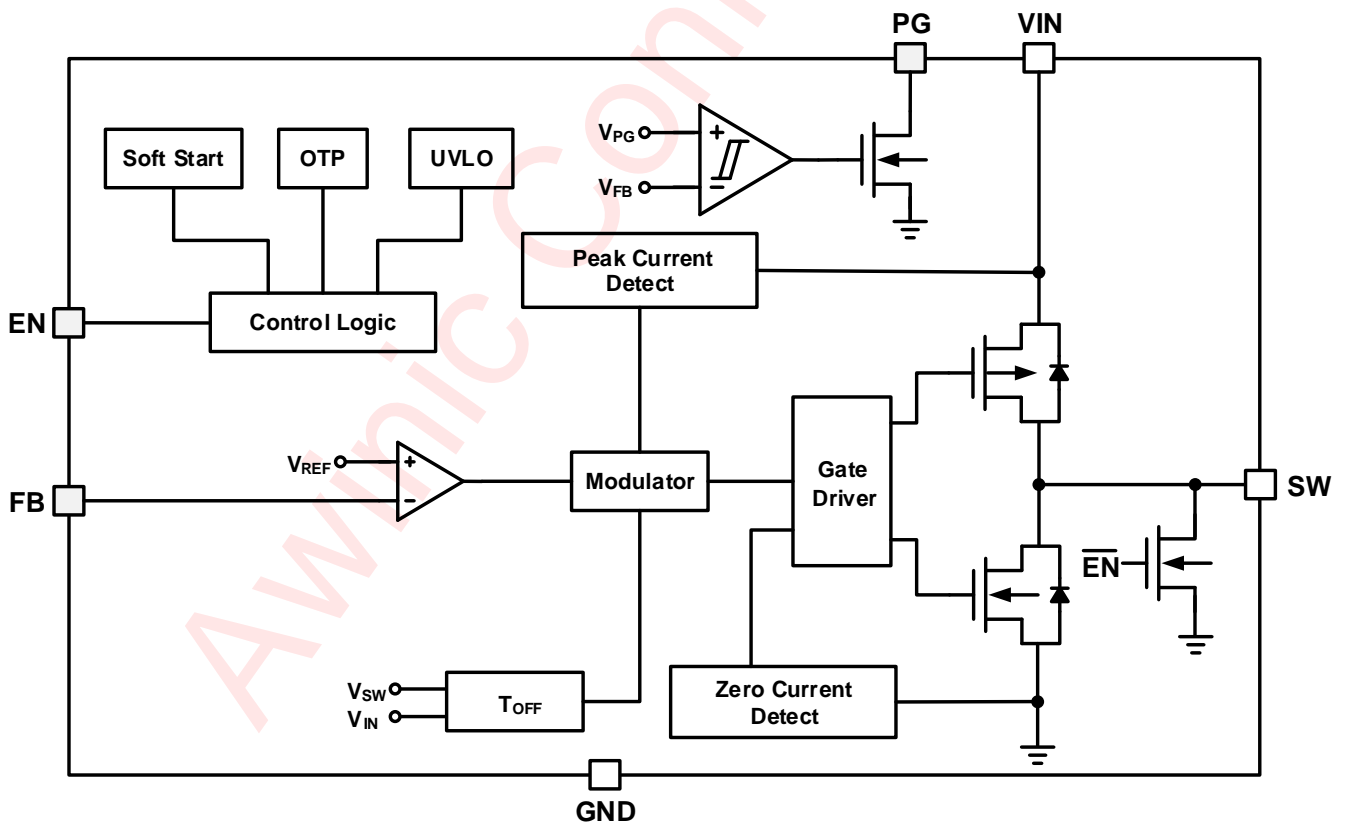 PG
VIN
Soft Start
OTP
UVLO
VPG
+
VFB
−
Peak Current
Detect
EN
Control Logic
VREF
+
FB
−
Modulator
Gate
Driver
SW
EN
VSW
VIN
TOFF
Zero Current
Detect
GND
Awinic Con